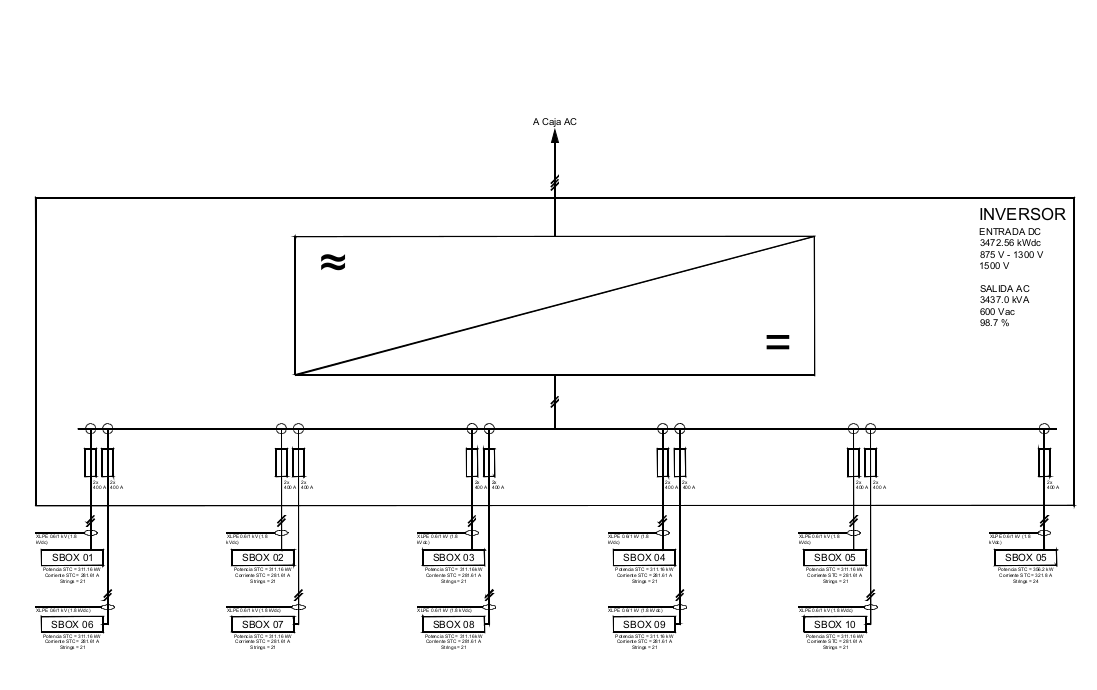 A Caja AC
INVERSOR
ENTRADA DC
3472.56 kWdc
875 V - 1300 V
1500 V
SALIDA AC
3437.0 kVA
600 Vac
98.7 %
2x
400 A
2x
400 A
2x
400 A
2x
400 A
2x
400 A
2x
400 A
2x
400 A
2x
400 A
2x
400 A
2x
400 A
2x
400 A
XLPE 0.6/1 kV (1.8
kVdc)
SBOX 01
Potencia STC = 311.16 kW
Corriente STC = 281.61 A
Strings = 21
XLPE 0.6/1 kV (1.8
kVdc)
SBOX 02
Potencia STC = 311.16 kW
Corriente STC = 281.61 A
Strings = 21
XLPE 0.6/1 kV (1.8
kVdc)
SBOX 03
Potencia STC = 311.16 kW
Corriente STC = 281.61 A
Strings = 21
XLPE 0.6/1 kV (1.8
kVdc)
SBOX 04
Potencia STC = 311.16 kW
Corriente STC = 281.61 A
Strings = 21
XLPE 0.6/1 kV (1.8
kVdc)
SBOX 05
Potencia STC = 311.16 kW
Corriente STC = 281.61 A
Strings = 21
XLPE 0.6/1 kV (1.8
kVdc)
SBOX 05
Corriente STC = 321.8 A
Strings = 24
XLPE 0.6/1 kV (1.8 kVdc)
SBOX 06
Potencia STC = 311.16 kW
Corriente STC = 281.61 A
Strings = 21
XLPE 0.6/1 kV (1.8 kVdc)
SBOX 07
Potencia STC = 311.16 kW
Corriente STC = 281.61 A
Strings = 21
XLPE 0.6/1 kV (1.8 kVdc)
SBOX 08
Potencia STC = 311.16 kW
Corriente STC = 281.61 A
Strings = 21
XLPE 0.6/1 kV (1.8 kVdc)
SBOX 09
Potencia STC = 311.16 kW
Corriente STC = 281.61 A
Strings = 21
XLPE 0.6/1 kV (1.8 kVdc)
SBOX 10
Potencia STC = 311.16 kW
Corriente STC = 281.61 A
Strings = 21